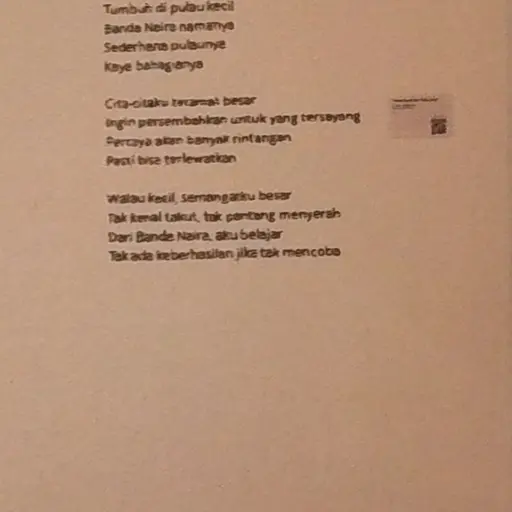 Tumbuh di pulau kecil
Banda Naira namanya
Sederhana pulaunya
Kaya bahagianya
Cita-citaku teramat besar
Ingin persembahkan untuk yang tersayang
Percaya akan banyak rintangan
Pasti bisa terlewatkan
Walau kecil, semangatku besar
Tak kenal takut, tak pantang menyerah
Dari Banda Naira, aku belajar
Tak ada keberhasilan jika tak mencoba